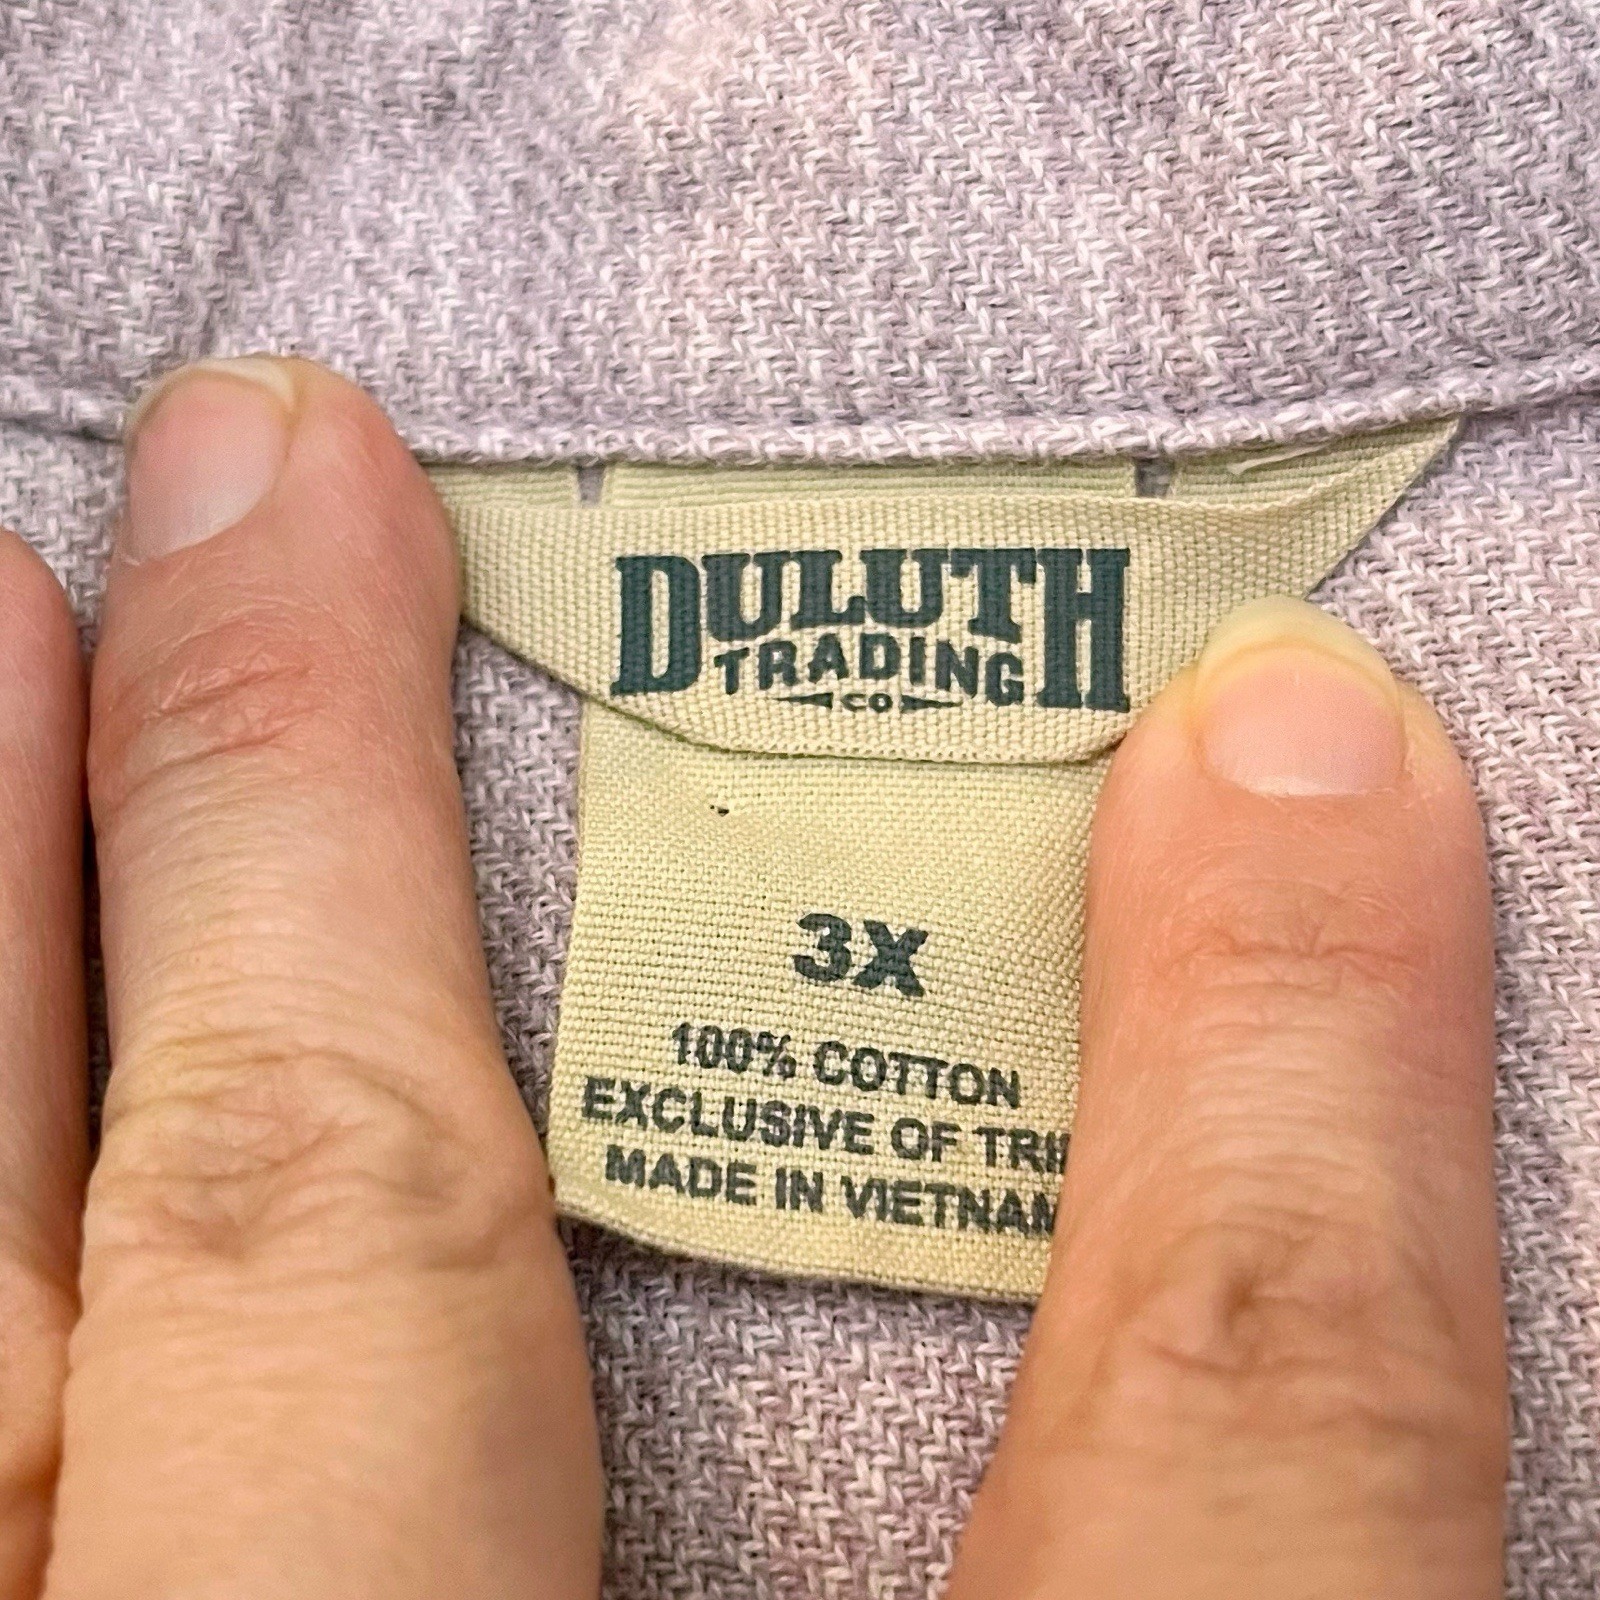 DULUTH
TRADING
CO
3X
100% COTTON
EXCLUSIVE OF
MADE IN VIETNAM